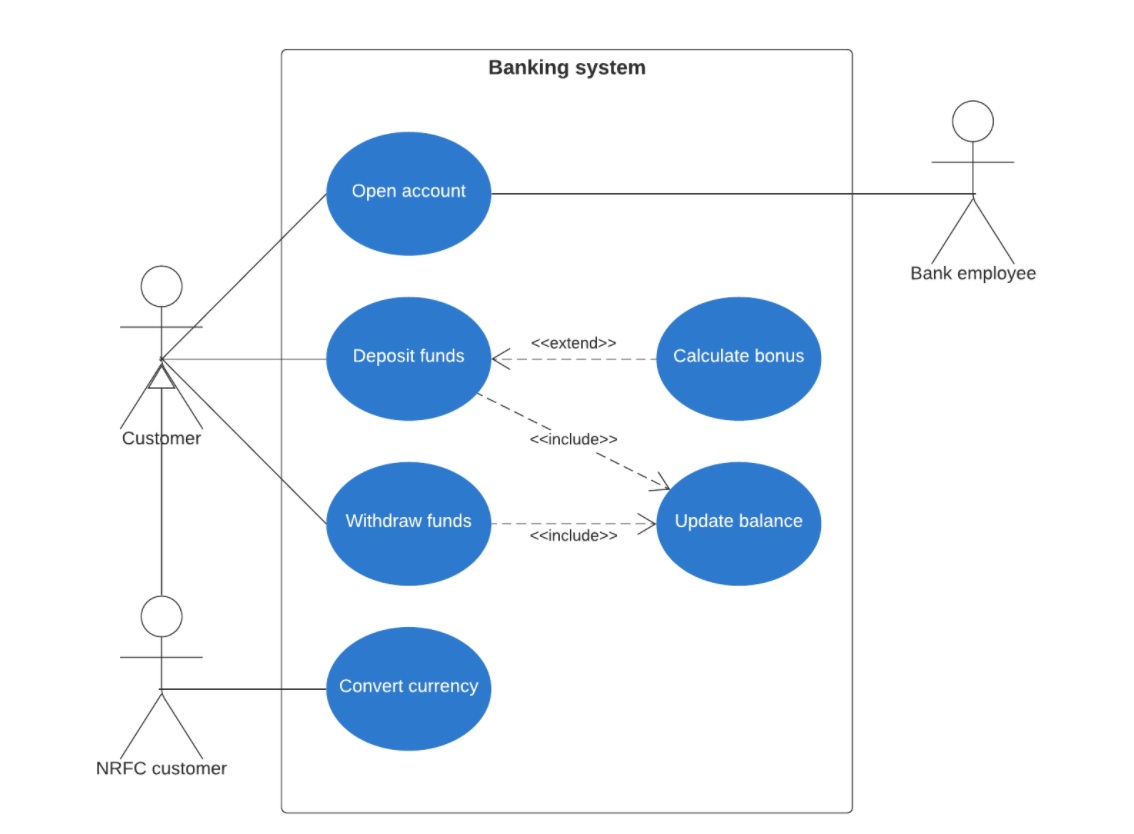 Banking system
Open account
Bank employee
<<extend>>
Deposit funds
Calculate bonus
Customer
<<include>>
Withdraw funds
Update balance
<<include>>
Convert currency
NRFC customer